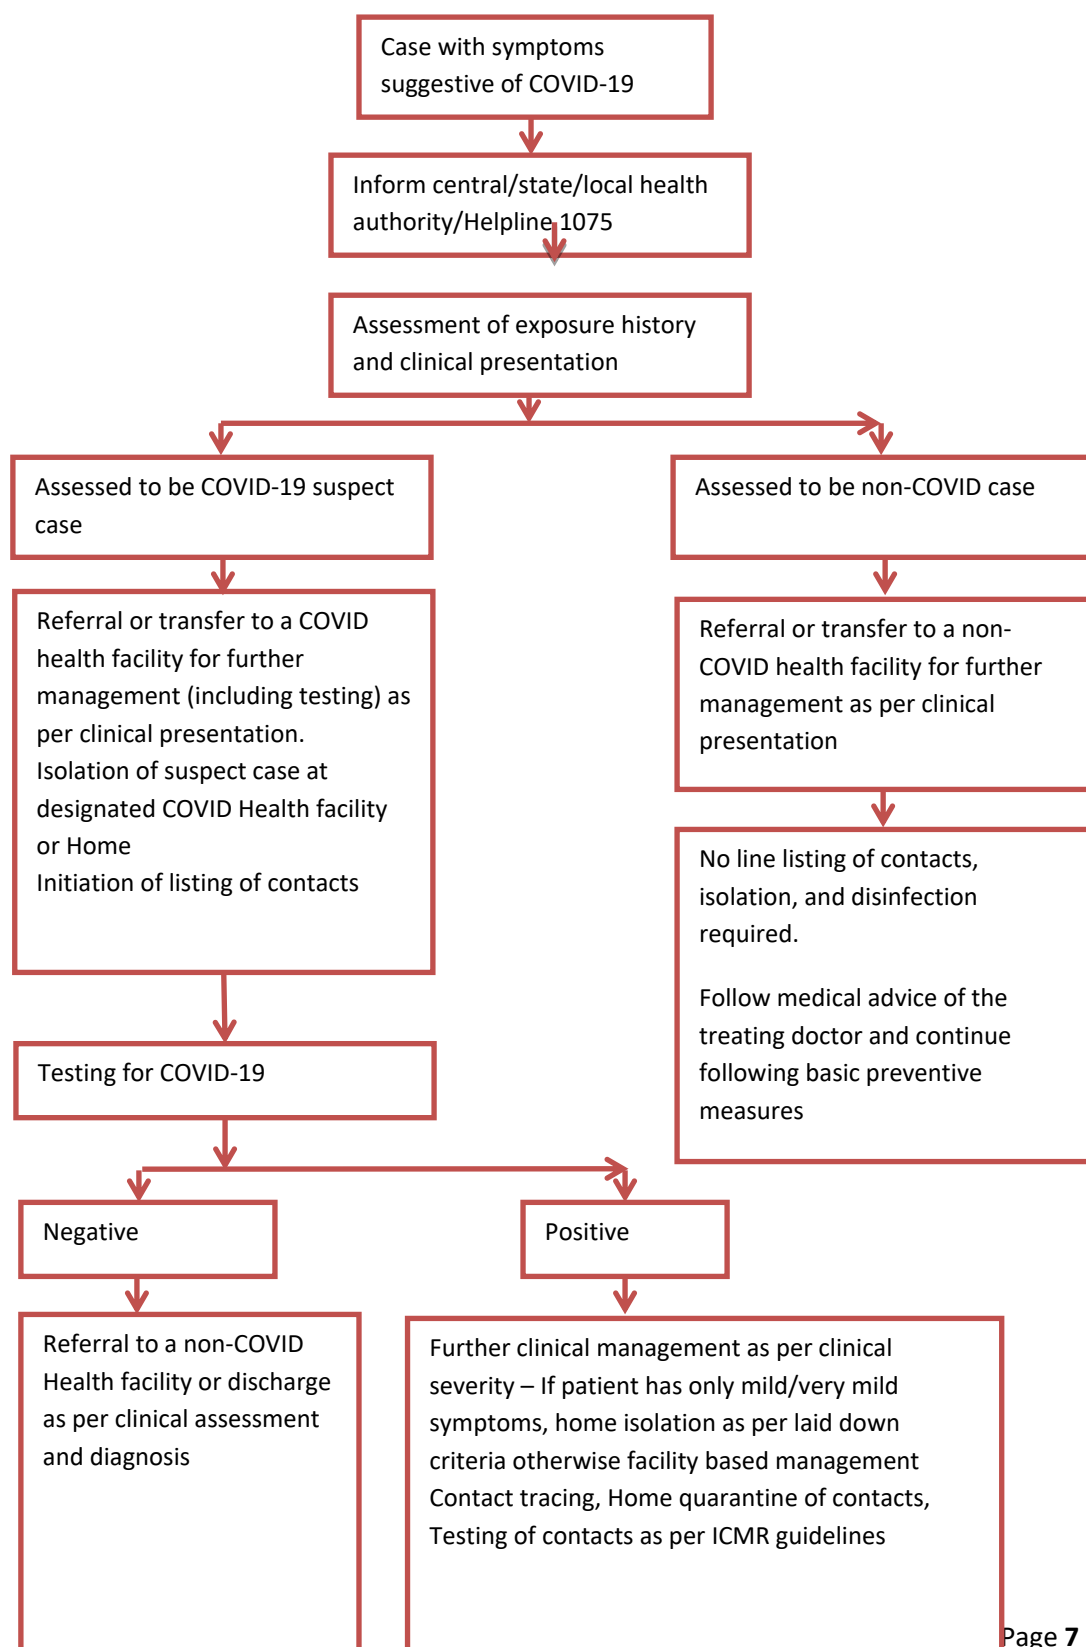 Case with symptoms
suggestive of COVID-19
Inform central/state/local health
authority/Helpline 1075
Assessment of exposure history
and clinical presentation
Assessed to be COVID-19 suspect
case
Assessed to be non-COVID case
Referral or transfer to a COVID
health facility for further
management (including testing) as
per clinical presentation.
Isolation of suspect case at
designated COVID Health facility
or Home
Initiation of listing of contacts
Referral or transfer to a non-
COVID health facility for further
management as per clinical
presentation
No line listing of contacts,
isolation, and disinfection
required.
Follow medical advice of the
treating doctor and continue
following basic preventive
measures
Testing for COVID-19
Negative
Positive
Referral to a non-COVID
Health facility or discharge
as per clinical assessment
and diagnosis
Further clinical management as per clinical
severity – If patient has only mild/very mild
symptoms, home isolation as per laid down
criteria otherwise facility based management
Contact tracing, Home quarantine of contacts,
Testing of contacts as per ICMR guidelines
Page 7